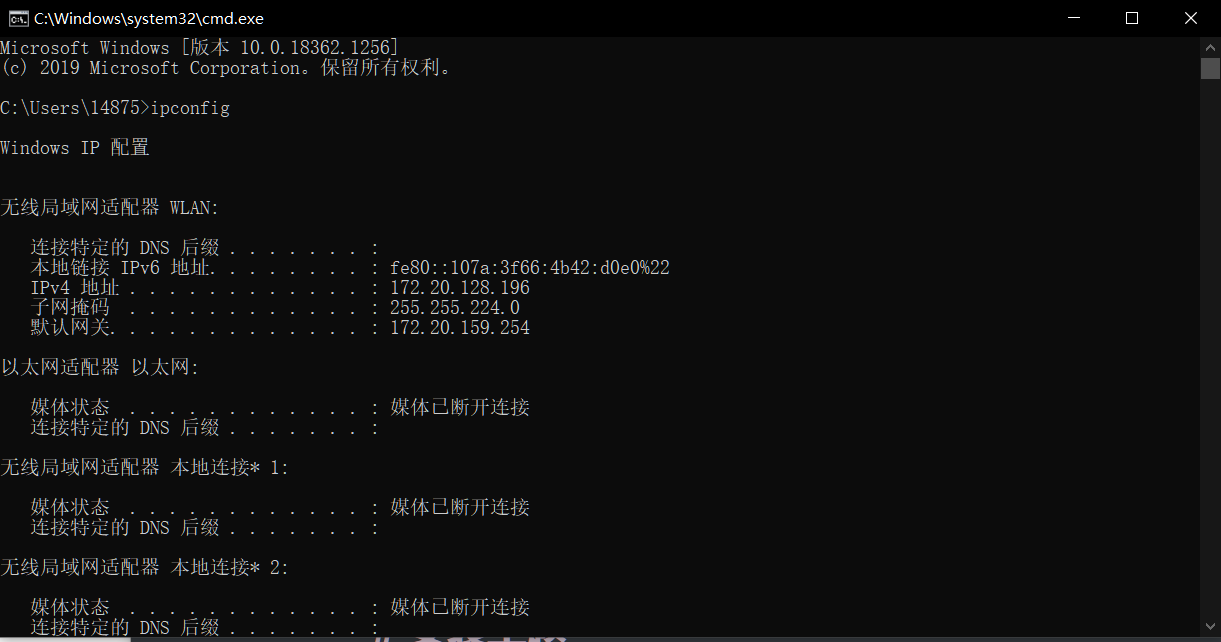 C:\Windows\system32\cmd.exe
Microsoft Windows [版本 10.0.18362.1256]
(c) 2019 Microsoft Corporation。保留所有权利。
C:\Users\14875>ipconfig
Windows IP 配置
无线局域网适配器 WLAN:
连接特定的 DNS 后缀 . . . . . . . :
本地链接 IPv6 地址. . . . . . . . : fe80::107a:3f66:4b42:d0e0%22
IPv4 地址 . . . . . . . . . . . . : 172.20.128.196
子网掩码 . . . . . . . . . . . . : 255.255.224.0
默认网关. . . . . . . . . . . . . : 172.20.159.254
以太网适配器 以太网:
媒体状态 . . . . . . . . . . . . : 媒体已断开连接
连接特定的 DNS 后缀 . . . . . . . :
无线局域网适配器 本地连接* 1:
媒体状态 . . . . . . . . . . . . : 媒体已断开连接
连接特定的 DNS 后缀 . . . . . . . :
无线局域网适配器 本地连接* 2:
媒体状态 . . . . . . . . . . . . : 媒体已断开连接
连接特定的 DNS 后缀 . . . . . . . :